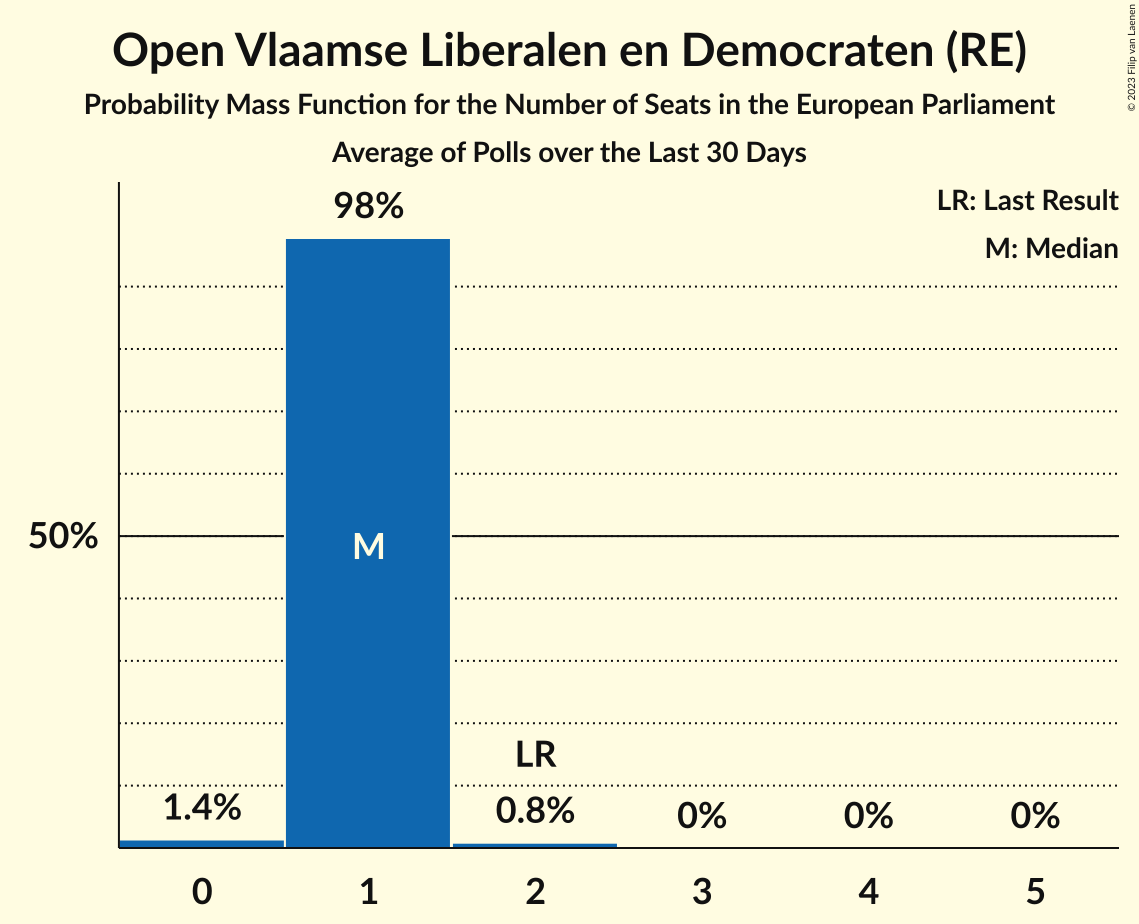 Open Vlaamse Liberalen en Democraten (RE)
Probability Mass Function for the Number of Seats in the European Parliament
Average of Polls over the Last 30 Days
© 2023 Filip van Laenen
LR: Last Result
M: Median
98%
50%
M
LR
1.4%
0.8%
0%
0%
0%
0 1 2 3 4 5